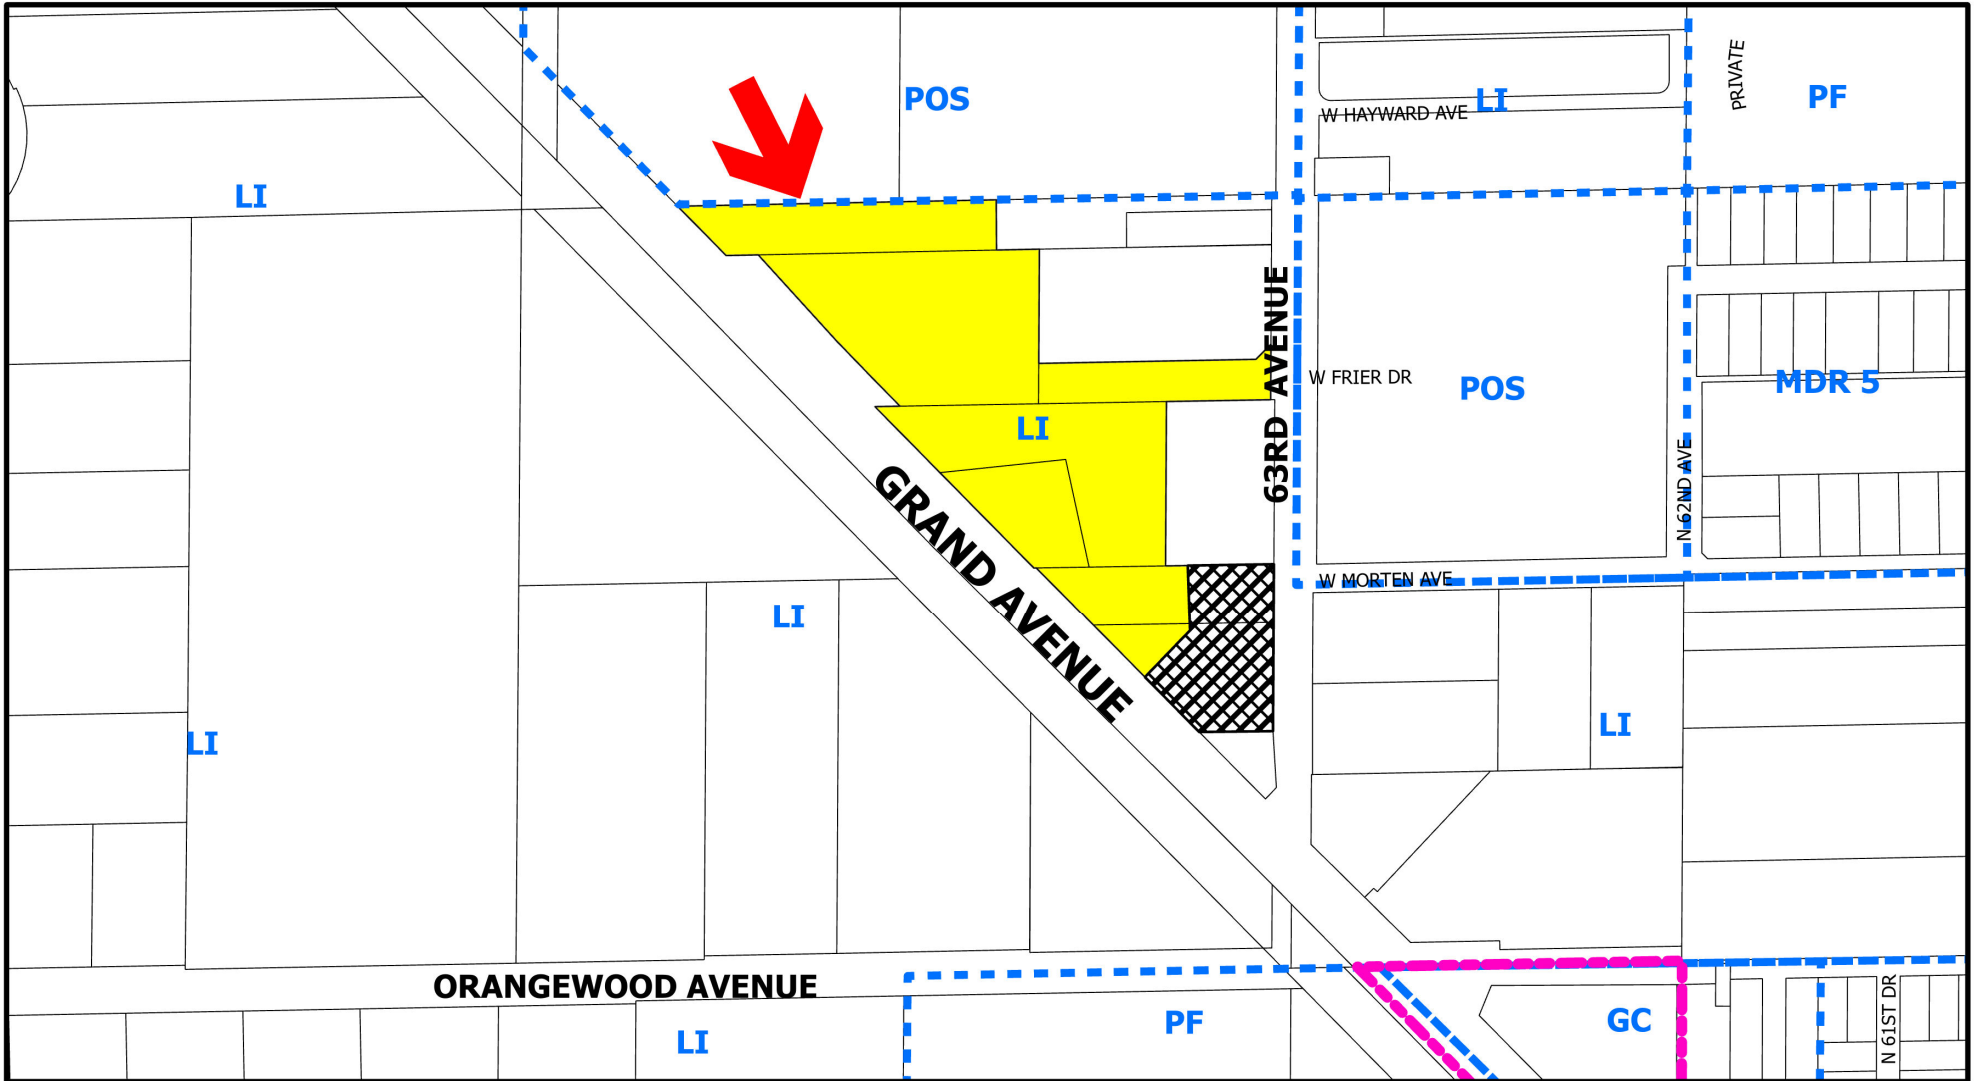 POS
W HAYWARD AVE
LI
PRIVATE
PF
LI
63RD AVENUE
W FRIER DR
POS
MDR 5
LI
N 62ND AVE
GRAND AVENUE
W MORTEN AVE
LI
LI
LI
ORANGEWOOD AVENUE
LI
PF
GC
N 61ST DR